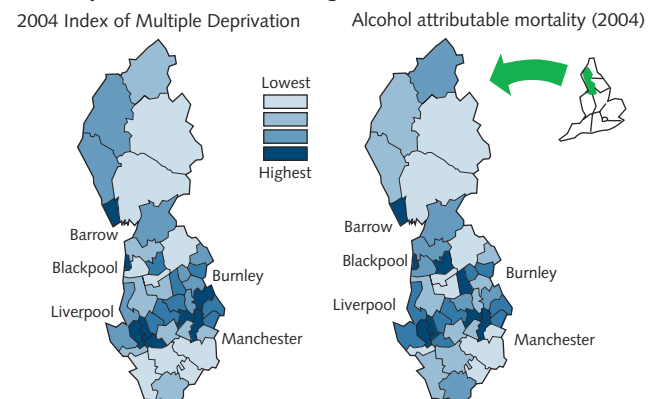 2004 Index of Multiple Deprivation
Alcohol attributable mortality (2004)
Lowest
Highest
Barrow
Blackpool
Burnley
Liverpool
Manchester
Barrow
Blackpool
Burnley
Liverpool
Manchester